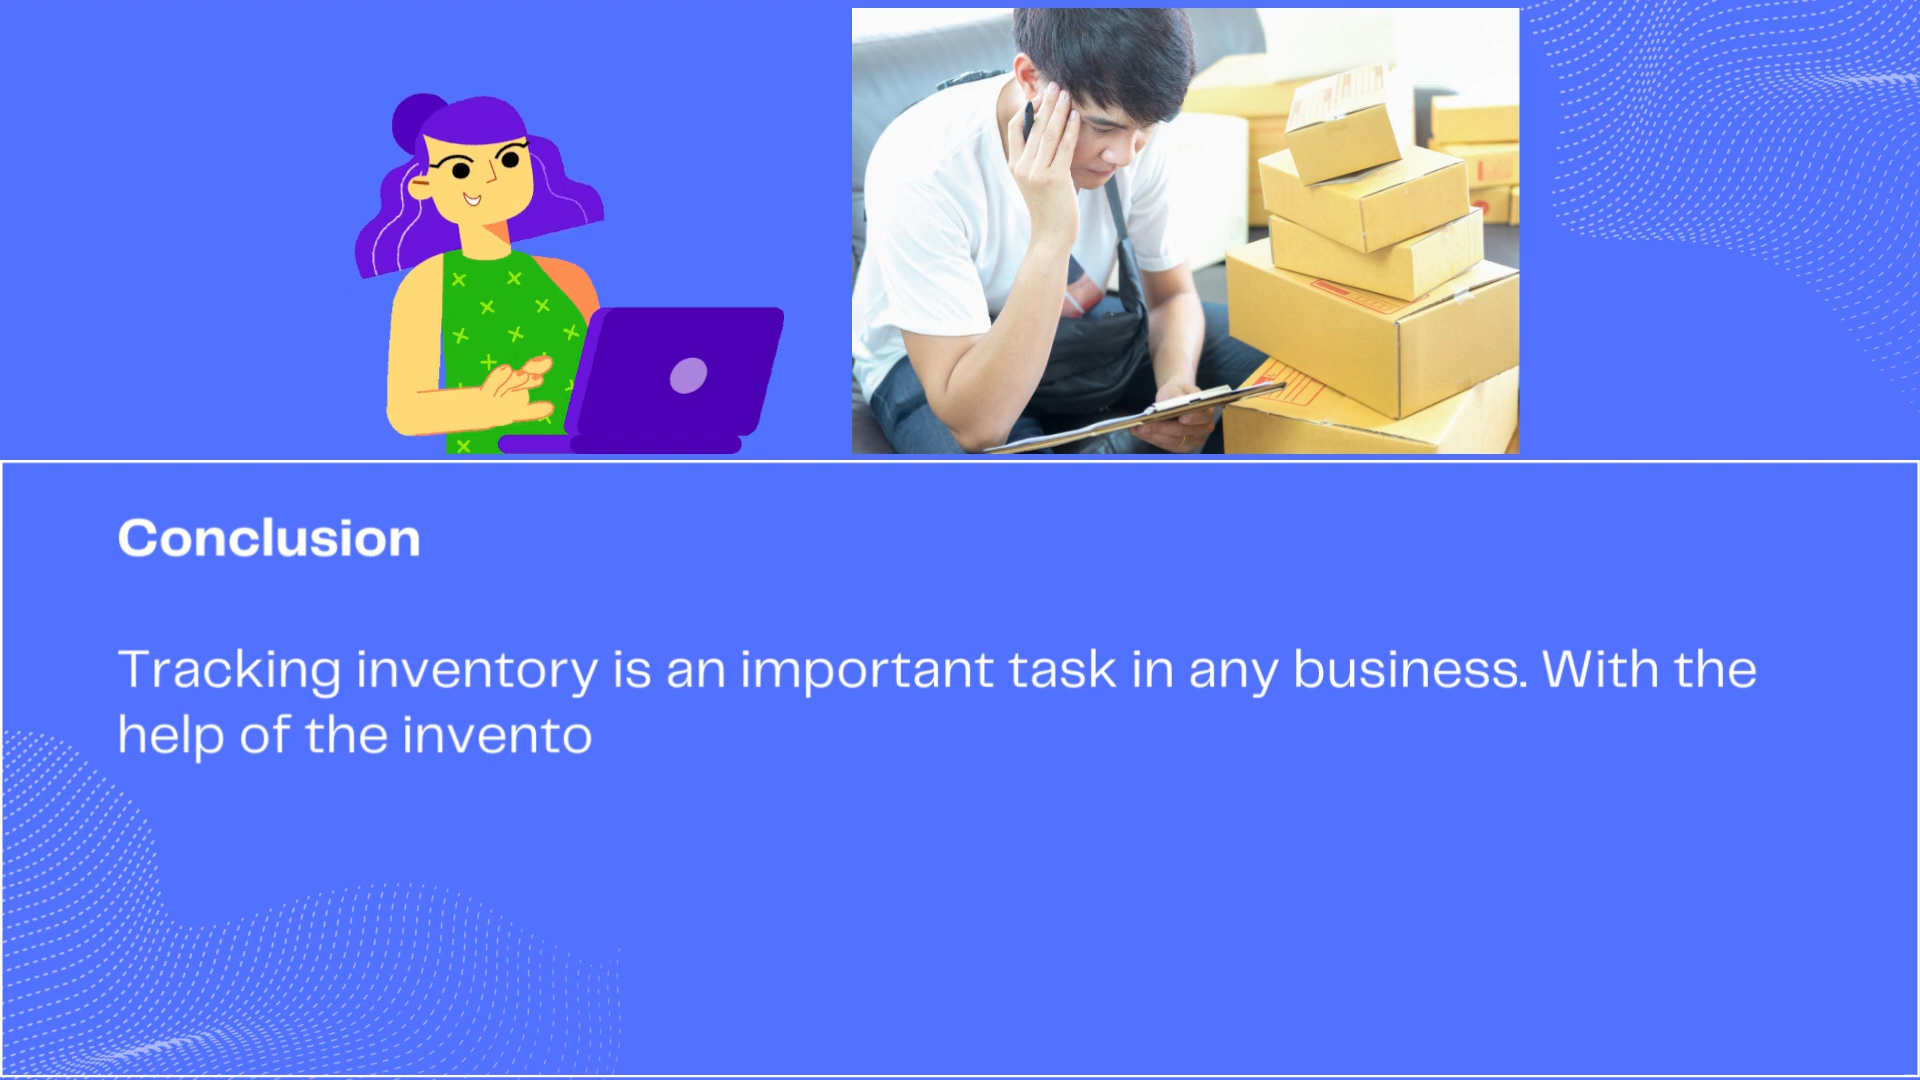 Conclusion
Tracking inventory is an important task in any business. With the
help of the invento